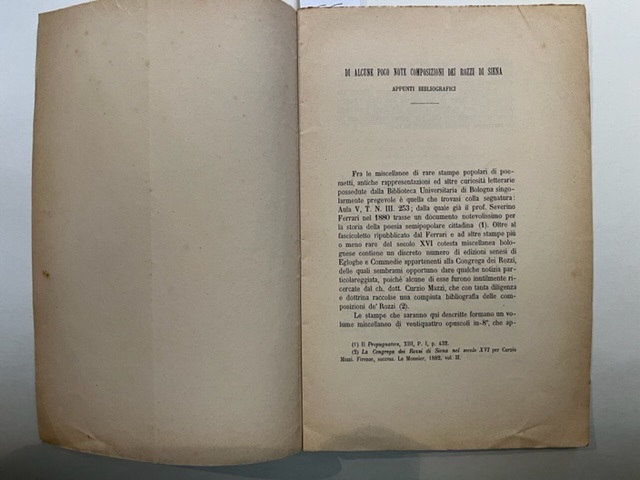 DI ALCUNE POCO NOTE COMPOSIZIONI DEI ROZZI DI SIENA
APPUNTI BIBLIOGRAFICI
Fra le miscellanee di rare stampe popolari di poe-
metti, antiche rappresentazioni ed altre curiosità letterarie
possedute dalla Biblioteca Universitaria di Bologna singo-
larmente pregevole è quella che trovasi colla segnatura:
Aula V, T. N. III. 253; dalla quale già il prof. Severino
Ferrari nel 1880 trasse un documento notevolissimo per
la storia della poesia semipopolare cittadina (1). Oltre al
fascicoletto ripubblicato dal Ferrari e ad altre stampe più
o meno rare del secolo XVI cotesta miscellanea bolo-
gnese contiene un discreto numero di edizioni senesi di
Egloghe e Commedie appartenenti alla Congrega dei Rozzi,
delle quali sembrami opportuno dare qualche notizia par-
ticolareggiata, poichè alcune di esse furono inutilmente ri-
cercate dal ch. dott. Curzio Mazzi, che con tanta diligenza
e dottrina raccolse una compiuta bibliografia delle com-
posizioni de' Rozzi (2).
Le stampe che saranno qui descritte formano un vo-
lume miscellaneo di ventiquattro opuscoli in-8°, che ap-
(1) Il Propugnatore, XIII, P. I, p. 432.
(2) La Congrega dei Rozzi di Siena nel secolo XVI per Curzio
Mazzi. Firenze, success. Le Monnier, 1882, vol. II.